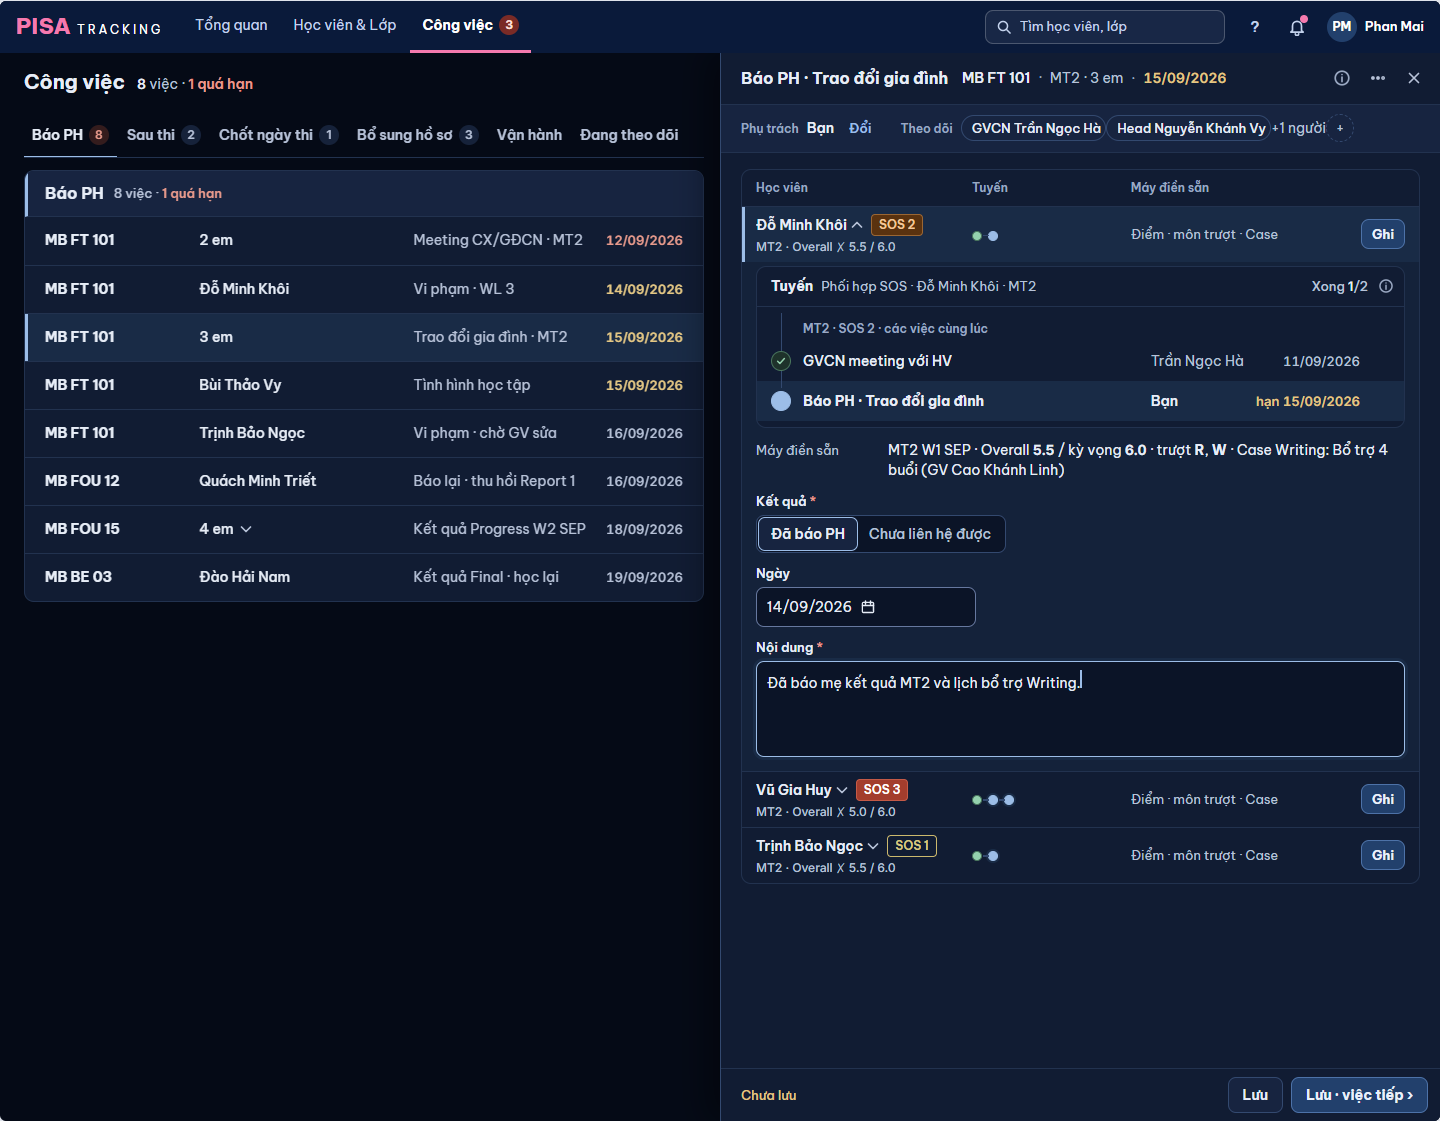 PISA TRACKING
Tổng quan
Học viên & Lớp
Công việc 3
Tìm học viên, lớp
?
PM Phan Mai
Công việc 8 việc · 1 quá hạn
Báo PH 8
Sau thi 2
Chốt ngày thi 1
Bổ sung hồ sơ 3
Vận hành
Đang theo dõi
Báo PH 8 việc · 1 quá hạn
MB FT 101 2 em Meeting CX/GĐCN · MT2 12/09/2026
MB FT 101 Đỗ Minh Khôi Vi phạm · WL 3 14/09/2026
MB FT 101 3 em Trao đổi gia đình · MT2 15/09/2026
MB FT 101 Bùi Thảo Vy Tình hình học tập 15/09/2026
MB FT 101 Trịnh Bảo Ngọc Vi phạm · chờ GV sửa 16/09/2026
MB FOU 12 Quách Minh Triết Báo lại · thu hồi Report 1 16/09/2026
MB FOU 15 4 em Kết quả Progress W2 SEP 18/09/2026
MB BE 03 Đào Hải Nam Kết quả Final · học lại 19/09/2026
Báo PH · Trao đổi gia đình MB FT 101 · MT2 · 3 em · 15/09/2026
Phụ trách Bạn Đổi Theo dõi GVCN Trần Ngọc Hà Head Nguyễn Khánh Vy +1 người +
Học viên Tuyến Máy điền sẵn
Đỗ Minh Khôi SOS 2
MT2 · Overall ✗ 5.5 / 6.0
Điểm · môn trượt · Case Ghi
Tuyến Phối hợp SOS · Đỗ Minh Khôi · MT2 Xong 1/2
MT2 · SOS 2 · các việc cùng lúc
GVCN meeting với HV Trần Ngọc Hà 11/09/2026
Báo PH · Trao đổi gia đình Bạn hạn 15/09/2026
Máy điền sẵn MT2 W1 SEP · Overall 5.5 / kỳ vọng 6.0 · trượt R, W · Case Writing: Bổ trợ 4
buổi (GV Cao Khánh Linh)
Kết quả *
Đã báo PH Chưa liên hệ được
Ngày
14/09/2026
Nội dung *
Đã báo mẹ kết quả MT2 và lịch bổ trợ Writing.
Vũ Gia Huy SOS 3
MT2 · Overall ✗ 5.0 / 6.0
Điểm · môn trượt · Case Ghi
Trịnh Bảo Ngọc SOS 1
MT2 · Overall ✗ 5.5 / 6.0
Điểm · môn trượt · Case Ghi
Chưa lưu Lưu Lưu · việc tiếp ›